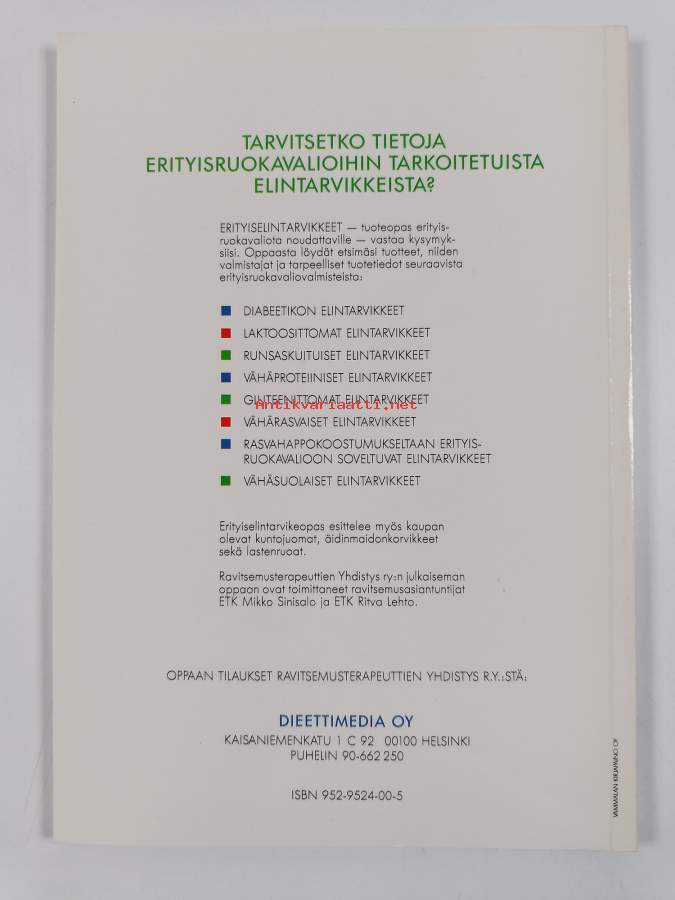 TARVITSETKO TIETOJA
ERITYISRUOKAVALIOIHIN TARKOITETUISTA
ELINTARVIKKEISTA?
ERITYISELINTARVIKKEET — tuoteopas erityis-
ruokavaliota noudattaville — vastaa kysymyk-
siisi. Oppaasta löydät etsimäsi tuotteet, niiden
valmistajat ja tarpeelliset tuotetiedot seuraavista
erityisruokavaliovalmisteista:
DIABEETIKON ELINTARVIKKEET
LAKTOOSITTOMAT ELINTARVIKKEET
RUNSASKUITUISET ELINTARVIKKEET
VÄHÄPROTEIINISET ELINTARVIKKEET
GLUTEENITTOMAT ELINTARVIKKEET
Antikvariaatti.net
VÄHÄRASVAISET ELINTARVIKKEET
RASVAHAPPOKOOSTUMUKSELTAAN ERITYIS-
RUOKAVALIOON SOVELTUVAT ELINTARVIKKEET
VÄHÄSUOLAISET ELINTARVIKKEET
Erityiselintarvikeopas esittelee myös kaupan
olevat kuntojuomat, äidinmaidonkorvikkeet
sekä lastenruoat.
Ravitsemusterapeuttien Yhdistys ry:n julkaiseman
oppaan ovat toimittaneet ravitsemusasiantuntijat
ETK Mikko Sinisalo ja ETK Ritva Lehto.
OPPAAN TILAUKSET RAVITSEMUSTERAPEUTTIEN YHDISTYS R.Y.:STÄ:
DIEETTIMEDIA OY
KAISANIEMENKATU 1 C 92 00100 HELSINKI
PUHELIN 90-662 250
ISBN 952-9524-00-5
VAMMALAN KIRJAPAINO OY